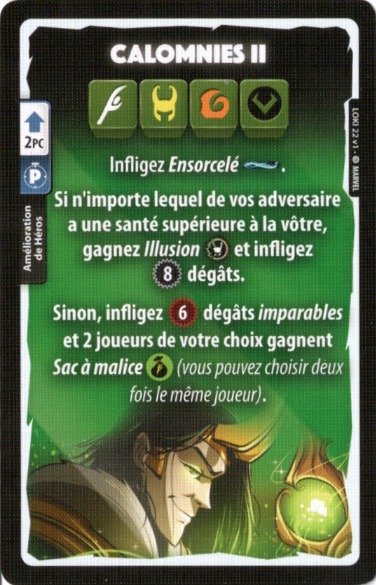 CALOMNIES II
2PC
P
Amélioration
de Héros
LOKI 22 V1 - © MARVEL
Infligez Ensorcelé .
Si n'importe lequel de vos adversaire
a une santé supérieure à la vôtre,
gagnez Illusion et infligez
8 dégâts.
Sinon, infligez 6 dégâts imparables
et 2 joueurs de votre choix gagnent
Sac à malice (vous pouvez choisir deux
fois le même joueur).